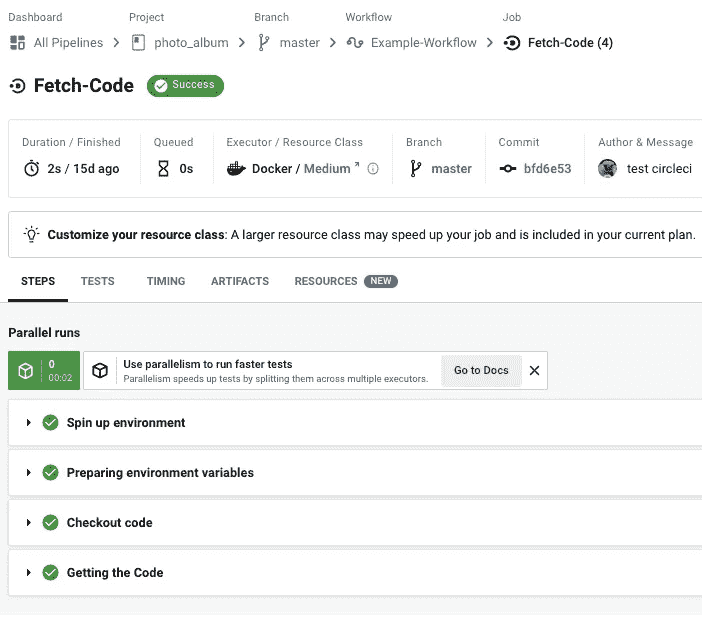 Dashboard Project Branch Workflow Job
All Pipelines photo_album master Example-Workflow Fetch-Code (4)
Fetch-Code Success
Duration / Finished Queued Executor / Resource Class Branch Commit Author & Message
2s / 15d ago 0s Docker / Medium master bfd6e53 test circleci
Customize your resource class: A larger resource class may speed up your job and is included in your current plan.
STEPS TESTS TIMING ARTIFACTS RESOURCES NEW
Parallel runs
0
00:02
Use parallelism to run faster tests
Parallelism speeds up tests by splitting them across multiple executors.
Go to Docs
Spin up environment
Preparing environment variables
Checkout code
Getting the Code